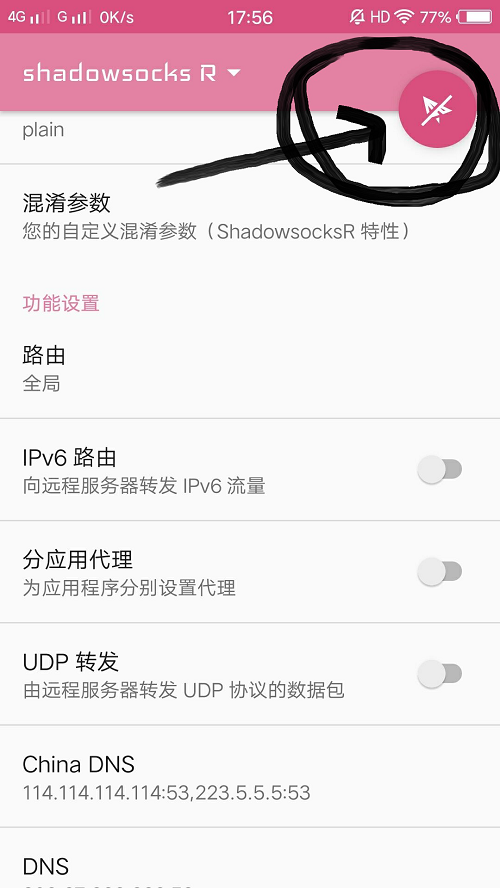 4G G 0K/s 17:56 HD 77%
shadowsocks R
plain
混淆参数
您的自定义混淆参数（ShadowsocksR 特性）
功能设置
路由
全局
IPv6 路由
向远程服务器转发 IPv6 流量
分应用代理
为应用程序分别设置代理
UDP 转发
由远程服务器转发 UDP 协议的数据包
China DNS
114.114.114.114:53,223.5.5.5:53
DNS